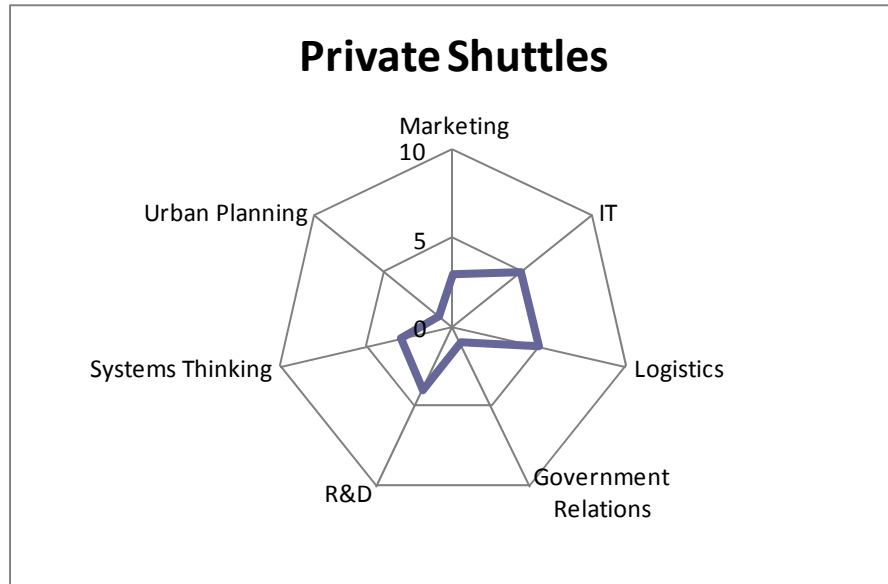 Private Shuttles
Marketing
10
Urban Planning
IT
5
0
Systems Thinking
Logistics
R&D
Government
Relations